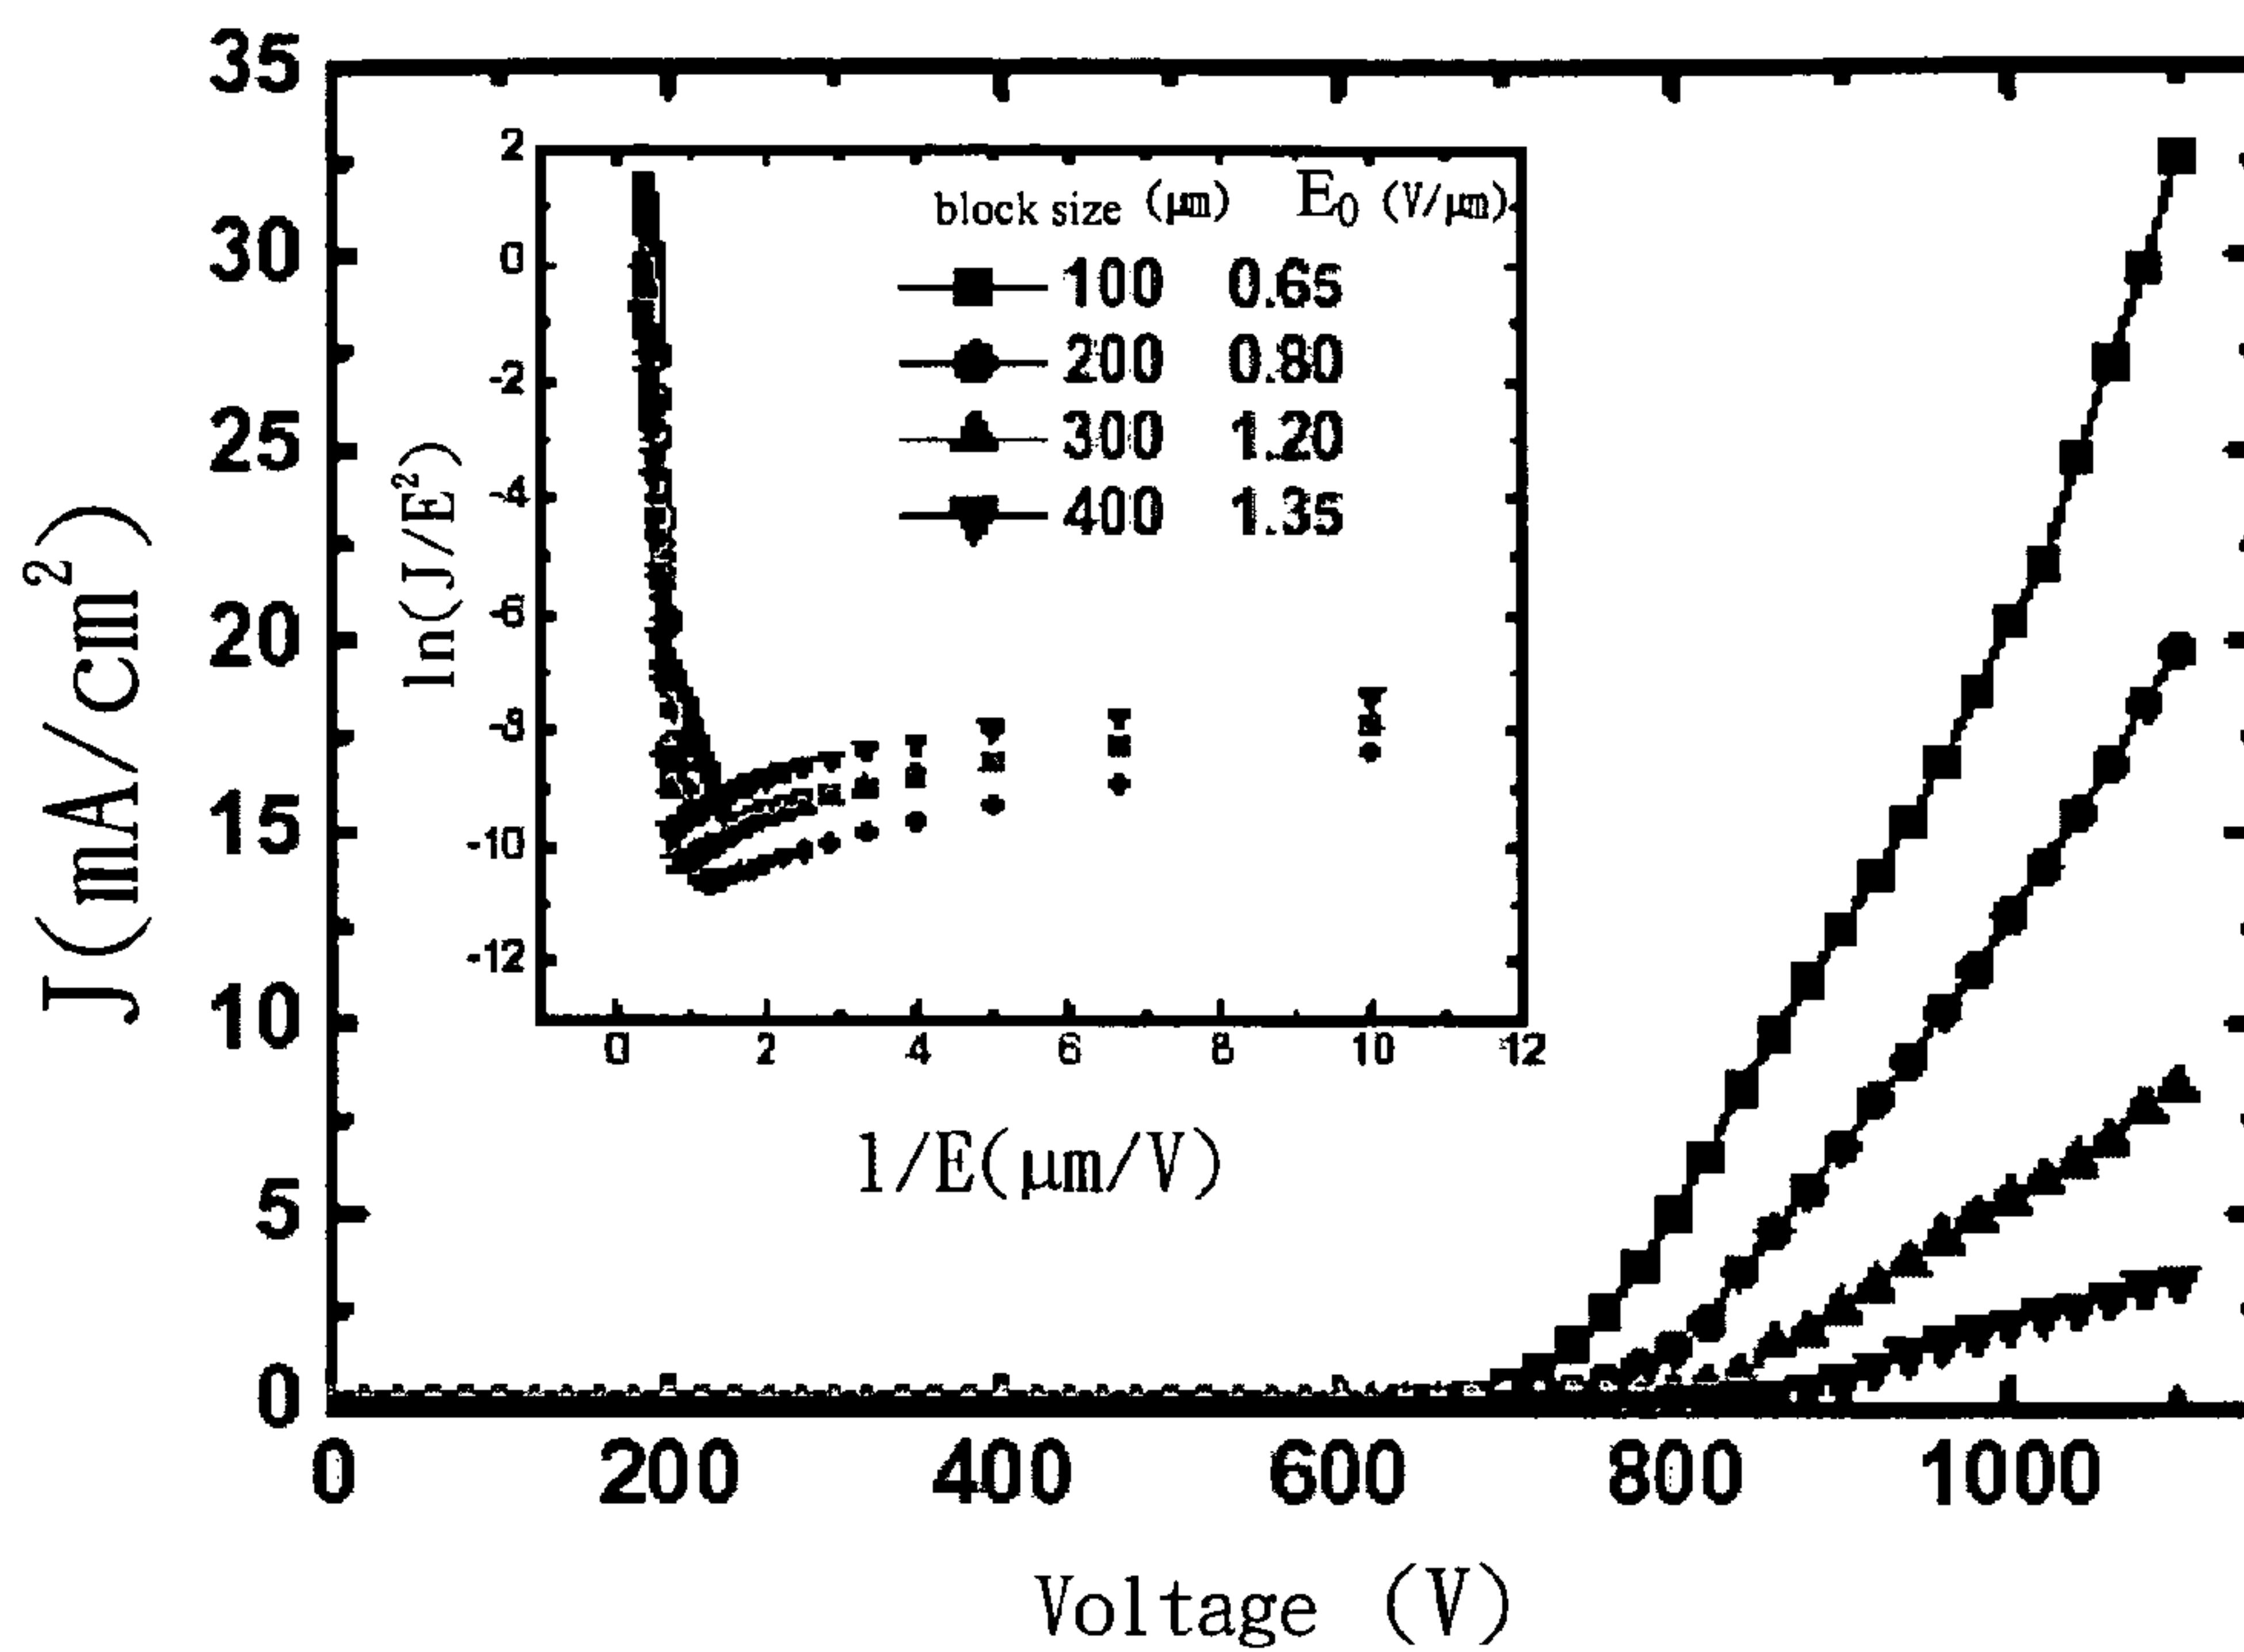 35
30
25
20
15
10
5
0
J(mA/cm²)
2
0
-2
-4
-6
-8
-10
-12
ln(J/E²)
block size (μm) E₀ (V/μm)
100 0.65
200 0.80
300 1.20
400 1.35
0 2 4 6 8 10 12
1/E(μm/V)
0 200 400 600 800 1000
Voltage (V)